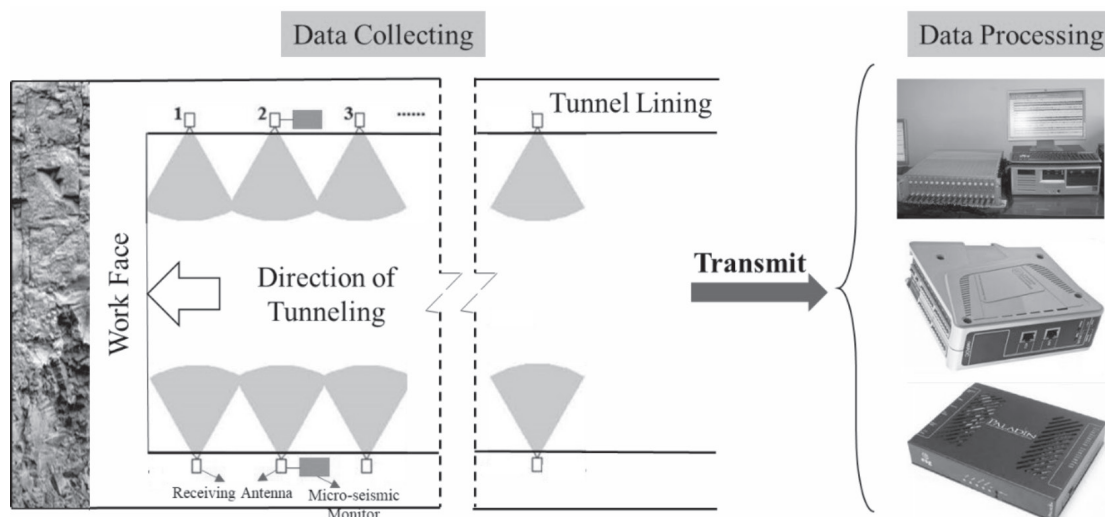 Data Collecting
Data Processing
1
2
3
......
Tunnel Lining
Work Face
Direction of
Tunneling
Transmit
Receiving
Antenna
Micro-seismic
Monitor
PALADIN